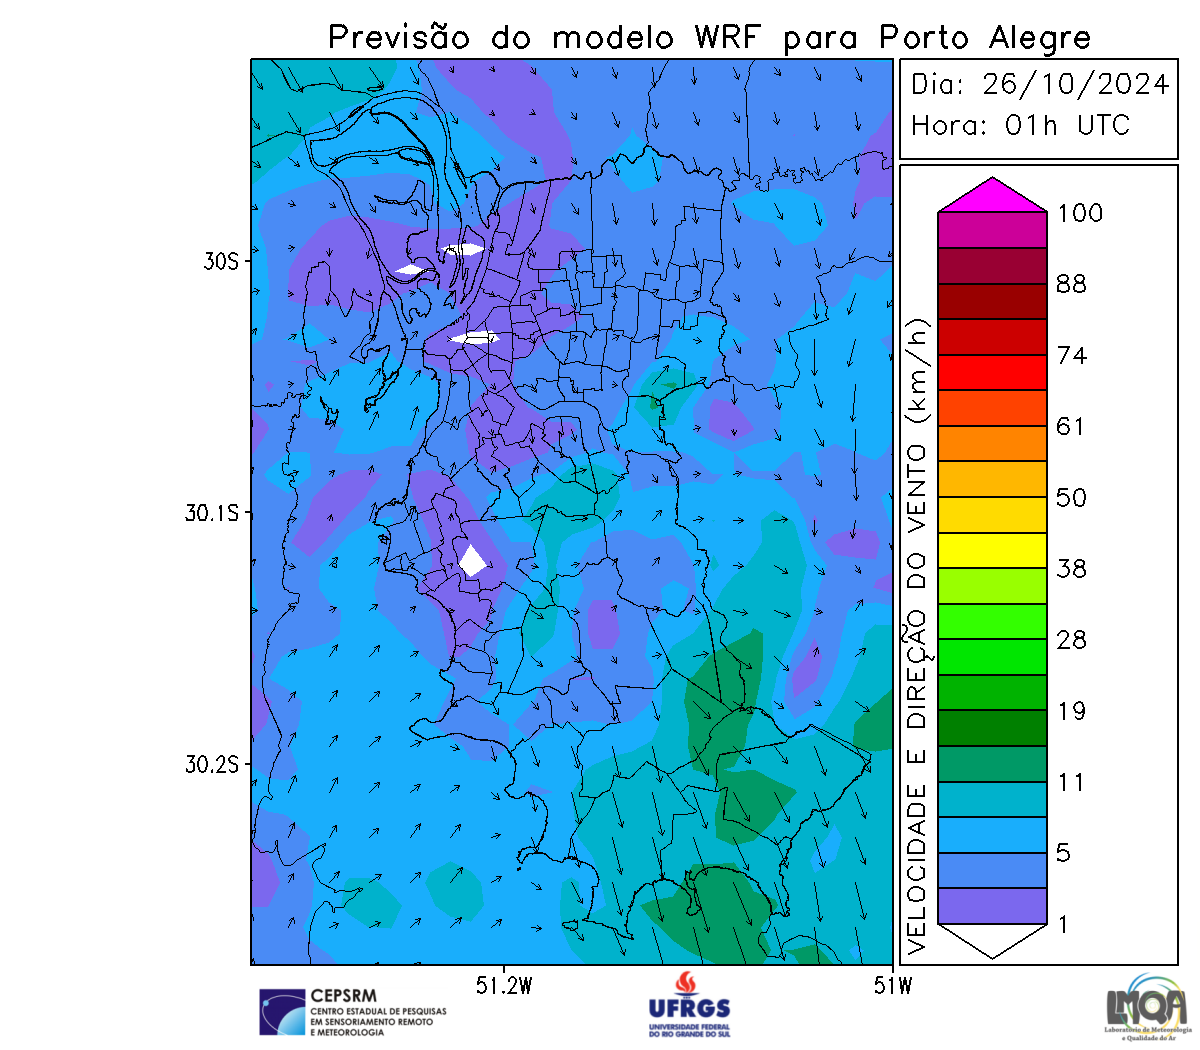 Previsão do modelo WRF para Porto Alegre
Dia: 26/10/2024
Hora: 01h UTC
30S
30.1S
30.2S
51.2W
51W
VELOCIDADE E DIREÇÃO DO VENTO (km/h)
100
88
74
61
50
38
28
19
11
5
1
CEPSRM
CENTRO ESTADUAL DE PESQUISAS
EM SENSORIAMENTO REMOTO
E METEOROLOGIA
UFRGS
UNIVERSIDADE FEDERAL
DO RIO GRANDE DO SUL
LMQA
Laboratório de Meteorologia
e Qualidade do Ar